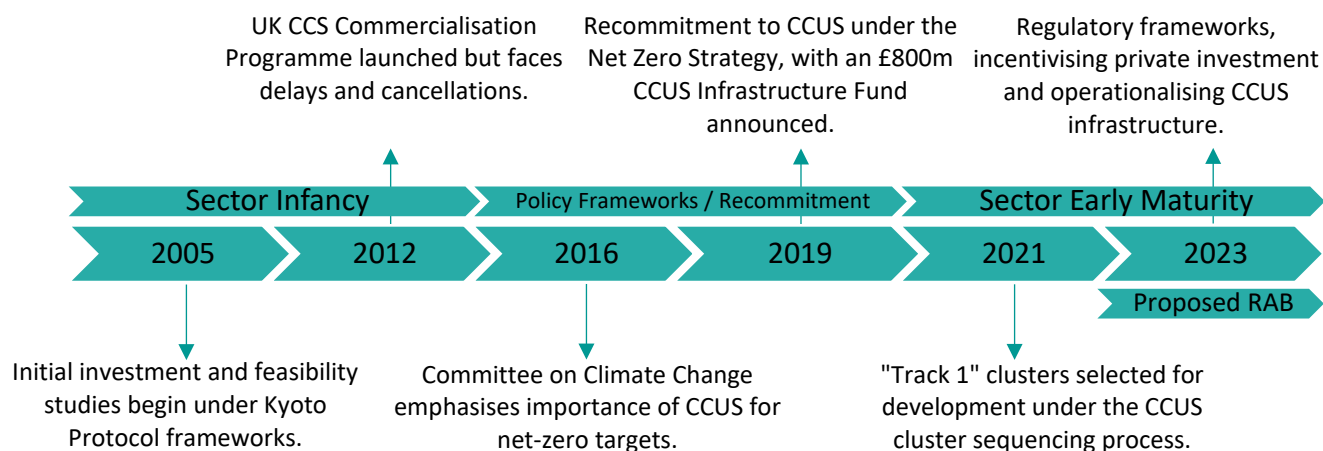 UK CCS Commercialisation
Programme launched but faces
delays and cancellations.
Recommitment to CCUS under the
Net Zero Strategy, with an £800m
CCUS Infrastructure Fund
announced.
Regulatory frameworks,
incentivising private investment
and operationalising CCUS
infrastructure.
Sector Infancy
Policy Frameworks / Recommitment
Sector Early Maturity
2005
2012
2016
2019
2021
2023
Proposed RAB
Initial investment and feasibility
studies begin under Kyoto
Protocol frameworks.
Committee on Climate Change
emphasises importance of CCUS for
net-zero targets.
"Track 1" clusters selected for
development under the CCUS
cluster sequencing process.